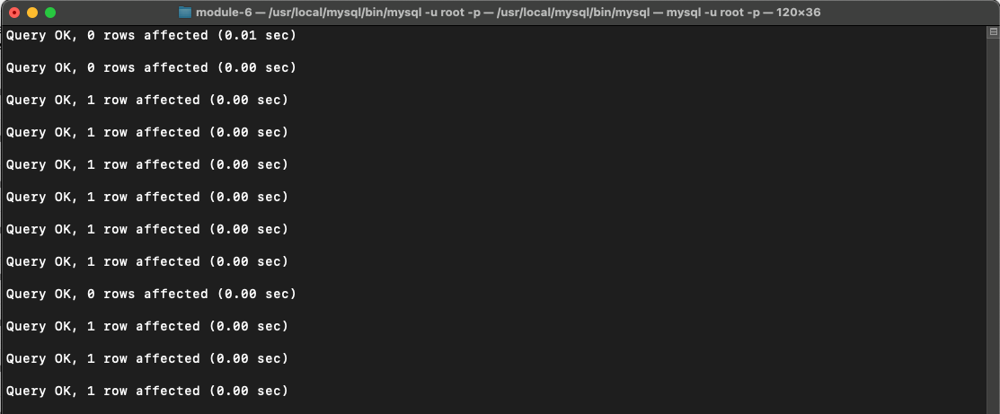 module-6 — /usr/local/mysql/bin/mysql -u root -p — /usr/local/mysql/bin/mysql — mysql -u root -p — 120×36
Query OK, 0 rows affected (0.01 sec)
Query OK, 0 rows affected (0.00 sec)
Query OK, 1 row affected (0.00 sec)
Query OK, 1 row affected (0.00 sec)
Query OK, 1 row affected (0.00 sec)
Query OK, 1 row affected (0.00 sec)
Query OK, 1 row affected (0.00 sec)
Query OK, 1 row affected (0.00 sec)
Query OK, 0 rows affected (0.00 sec)
Query OK, 1 row affected (0.00 sec)
Query OK, 1 row affected (0.00 sec)
Query OK, 1 row affected (0.00 sec)